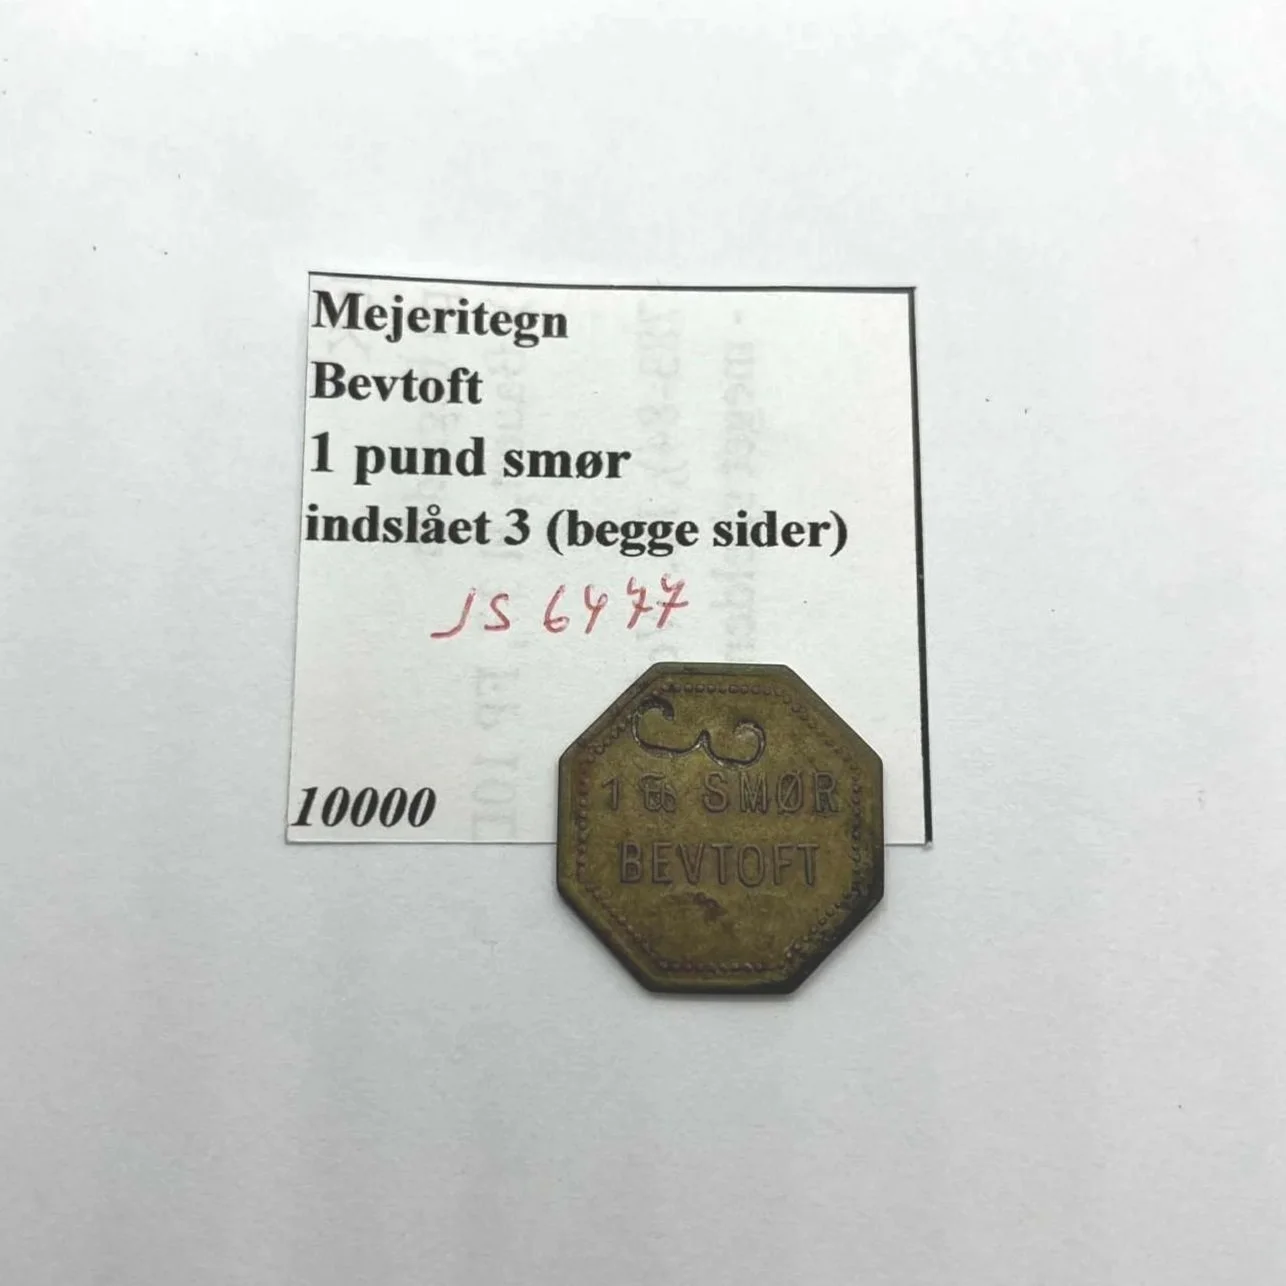 Mejeritegn
Bevtoft
1 pund smør
indslået 3 (begge sider)
JS 6477
10000
3
1 ℔ SMØR
BEVTOFT